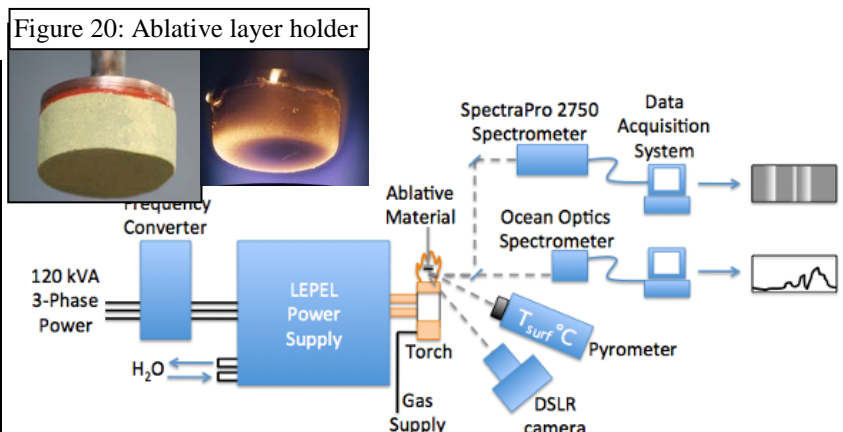 Figure 20: Ablative layer holder
SpectraPro 2750
Spectrometer
Data
Acquisition
System
Ablative
Material
Ocean Optics
Spectrometer
Frequency
Converter
120 kVA
3-Phase
Power
LEPEL
Power
Supply
H₂O
Torch
Gas
Supply
T_surf °C
Pyrometer
DSLR
camera